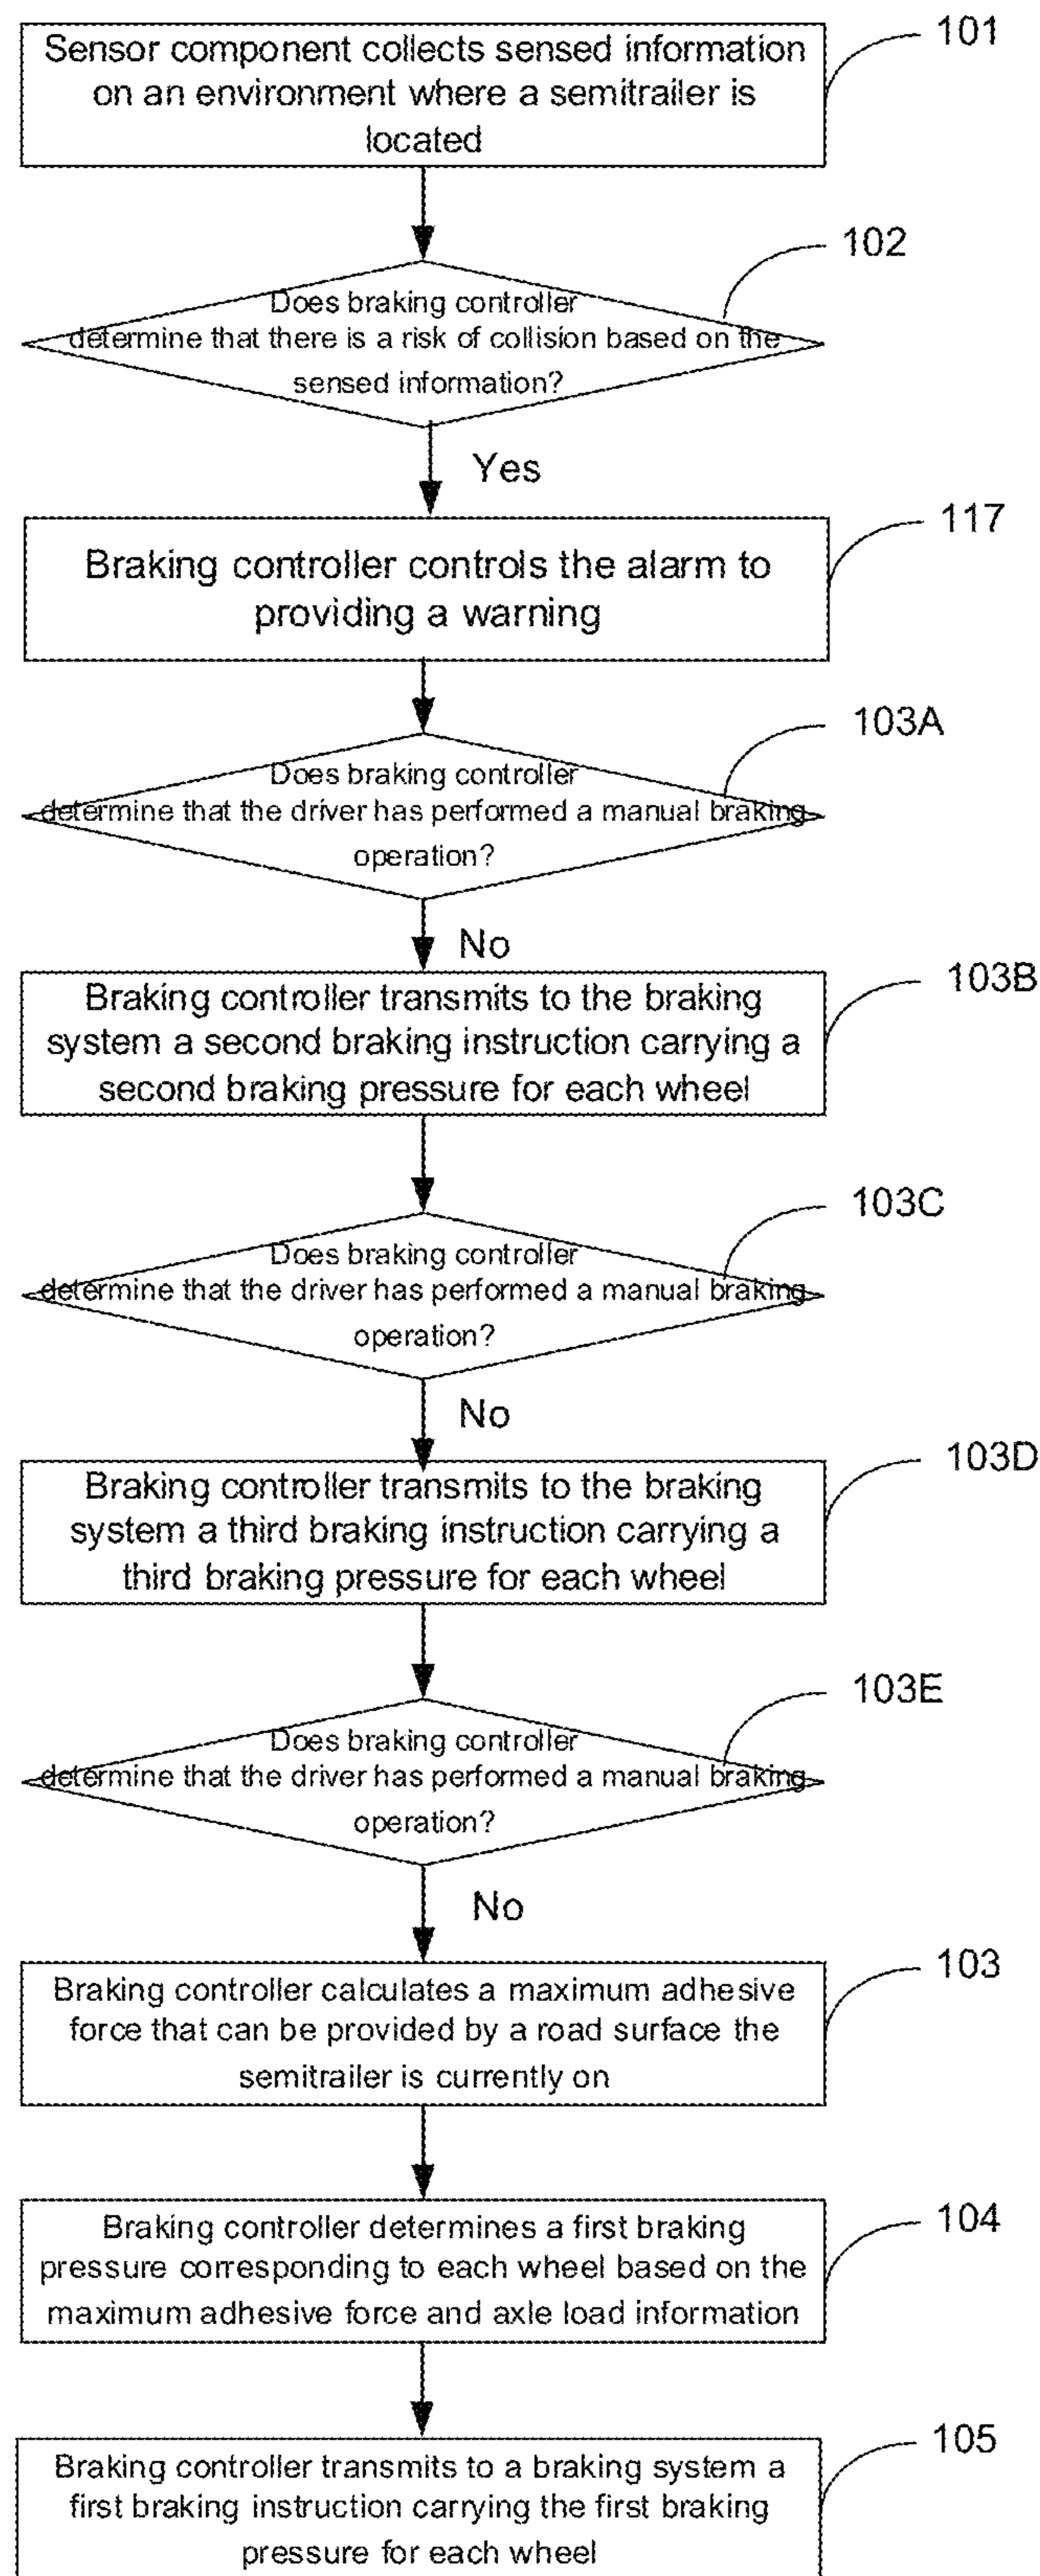 101
Sensor component collects sensed information
on an environment where a semitrailer is
located
102
Does braking controller
determine that there is a risk of collision based on the
sensed information?
Yes
117
Braking controller controls the alarm to
providing a warning
103A
Does braking controller
determine that the driver has performed a manual braking
operation?
No
103B
Braking controller transmits to the braking
system a second braking instruction carrying a
second braking pressure for each wheel
103C
Does braking controller
determine that the driver has performed a manual braking
operation?
No
103D
Braking controller transmits to the braking
system a third braking instruction carrying a
third braking pressure for each wheel
103E
Does braking controller
determine that the driver has performed a manual braking
operation?
No
103
Braking controller calculates a maximum adhesive
force that can be provided by a road surface the
semitrailer is currently on
104
Braking controller determines a first braking
pressure corresponding to each wheel based on the
maximum adhesive force and axle load information
105
Braking controller transmits to a braking system a
first braking instruction carrying the first braking
pressure for each wheel